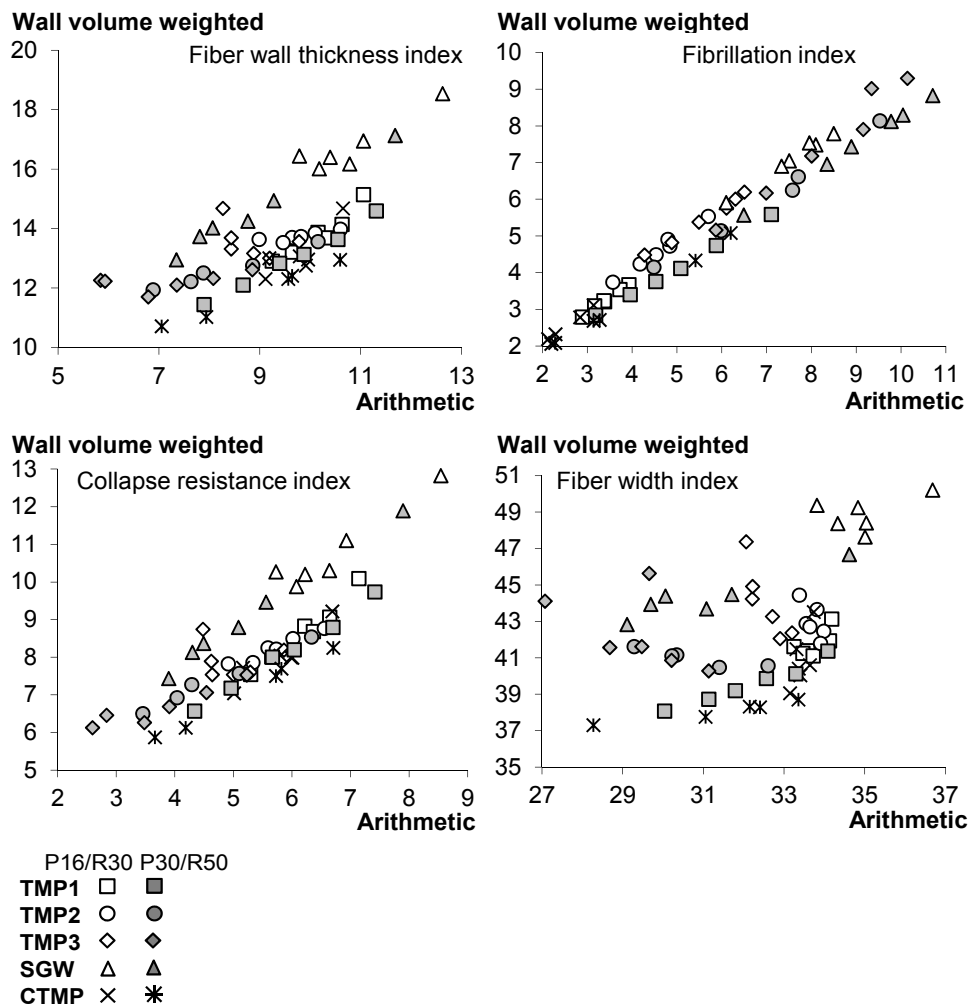 Wall volume weighted
Fiber wall thickness index
20
18
16
14
12
10
5 7 9 11 13
Arithmetic
Wall volume weighted
Fibrillation index
10
9
8
7
6
5
4
3
2
2 3 4 5 6 7 8 9 10 11
Arithmetic
Wall volume weighted
Collapse resistance index
13
12
11
10
9
8
7
6
5
2 3 4 5 6 7 8 9
Arithmetic
Wall volume weighted
Fiber width index
51
49
47
45
43
41
39
37
35
27 29 31 33 35 37
Arithmetic
P16/R30 P30/R50
TMP1
TMP2
TMP3
SGW
CTMP